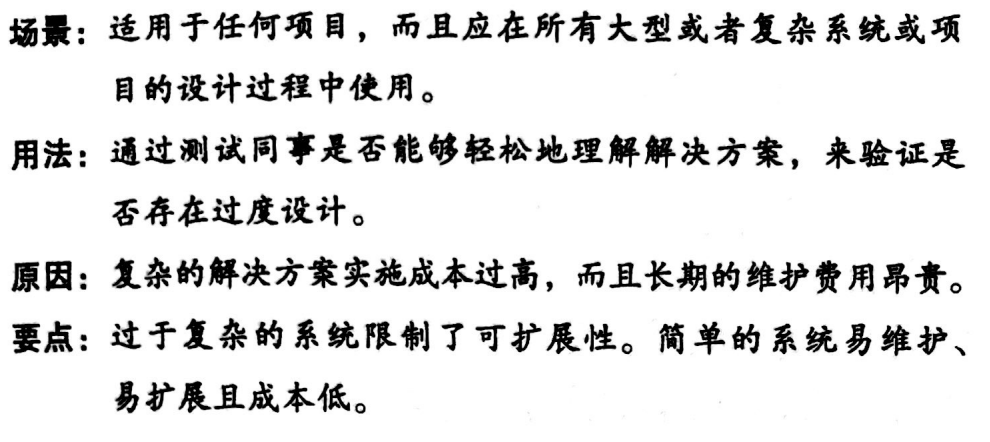 场景：适用于任何项目，而且应在所有大型或者复杂系统或项
目的设计过程中使用。
用法：通过测试同事是否能够轻松地理解解决方案，来验证是
否存在过度设计。
原因：复杂的解决方案实施成本过高，而且长期的维护费用昂贵。
要点：过于复杂的系统限制了可扩展性。简单的系统易维护、
易扩展且成本低。